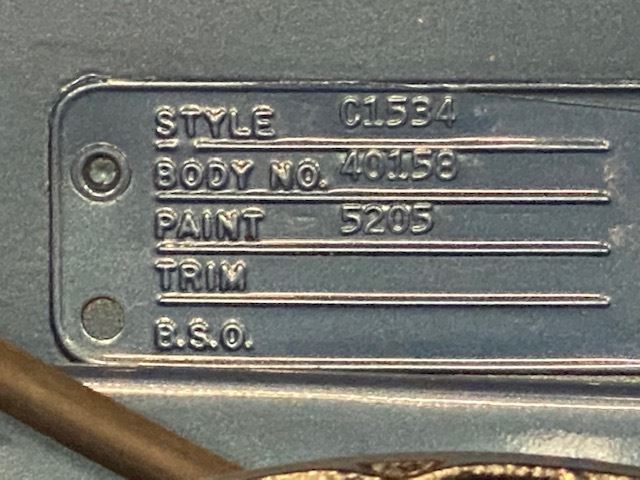 STYLE C1534
BODY NO. 40158
PAINT 5205
TRIM
B.S.O.